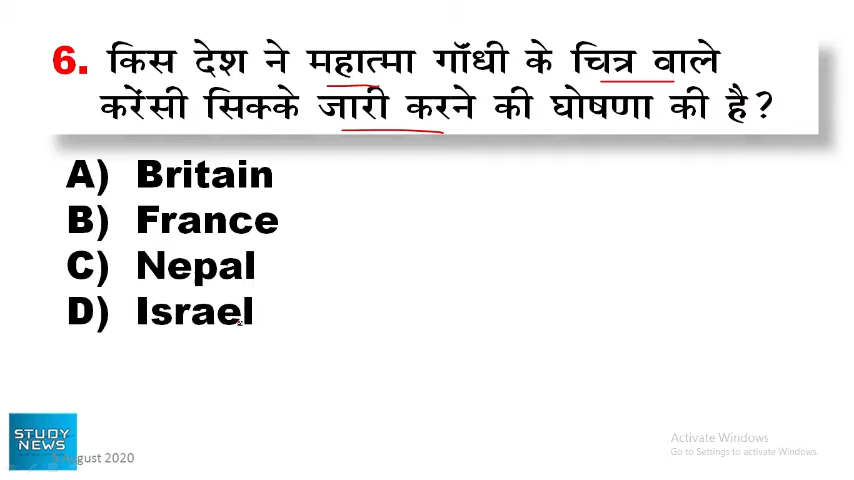 6. किस देश ने महात्मा गाँधी के चित्र वाले
करेंसी सिक्के जारी करने की घोषणा की है?
A) Britain
B) France
C) Nepal
D) Israel
STUDY
NEWS
August 2020
Activate Windows
Go to Settings to activate Windows.